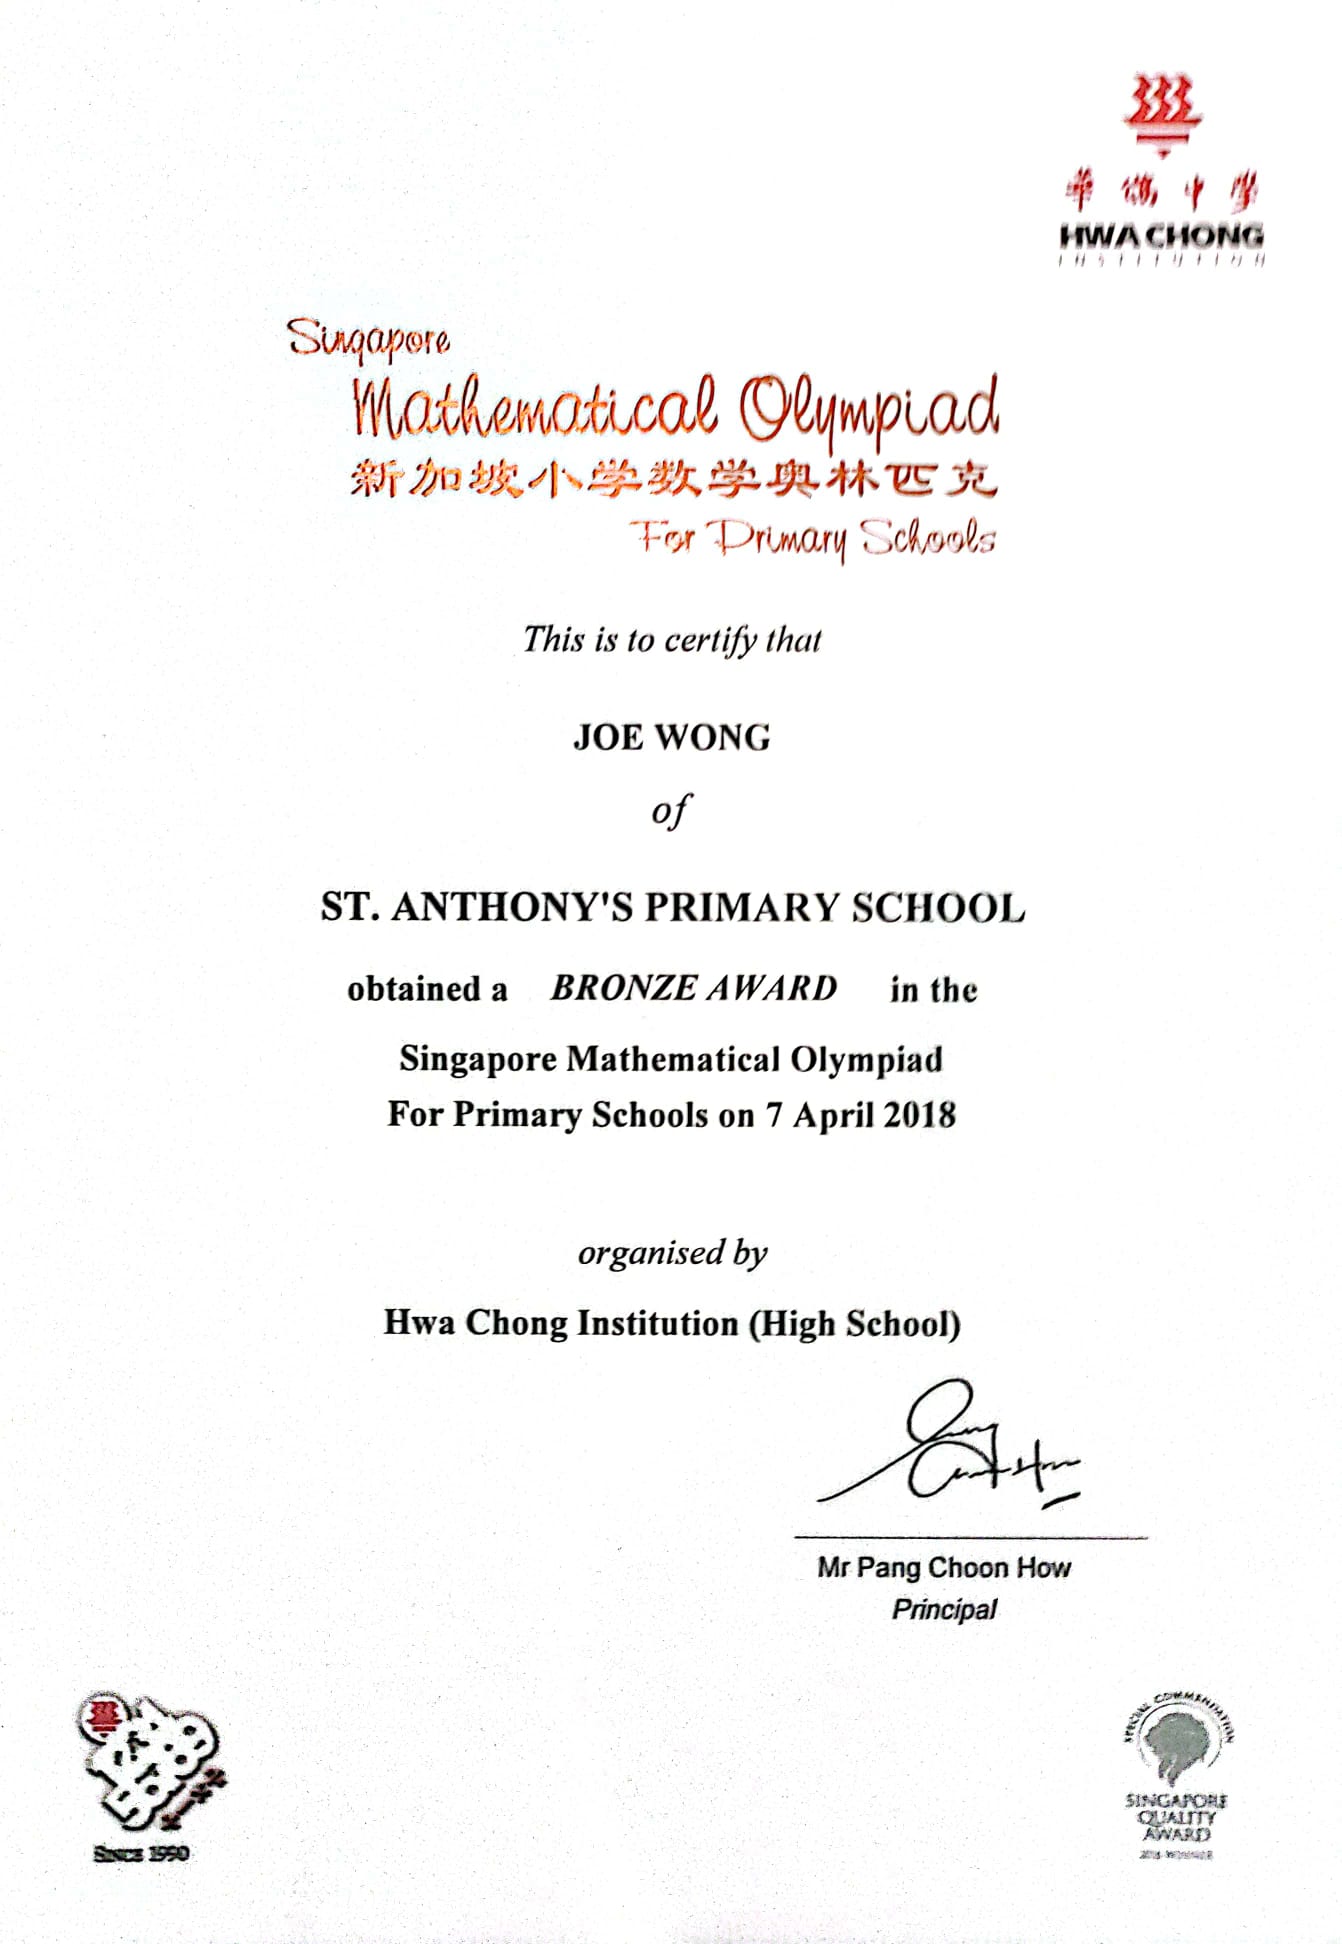 華僑中學
HWA CHONG
INSTITUTION
Singapore
Mathematical Olympiad
新加坡小学数学奥林匹克
For Primary Schools
This is to certify that
JOE WONG
of
ST. ANTHONY'S PRIMARY SCHOOL
obtained a BRONZE AWARD in the
Singapore Mathematical Olympiad
For Primary Schools on 7 April 2018
organised by
Hwa Chong Institution (High School)
Mr Pang Choon How
Principal
SINCE 1990
SPECIAL COMMENDATION
SINGAPORE
QUALITY
AWARD
WINNER